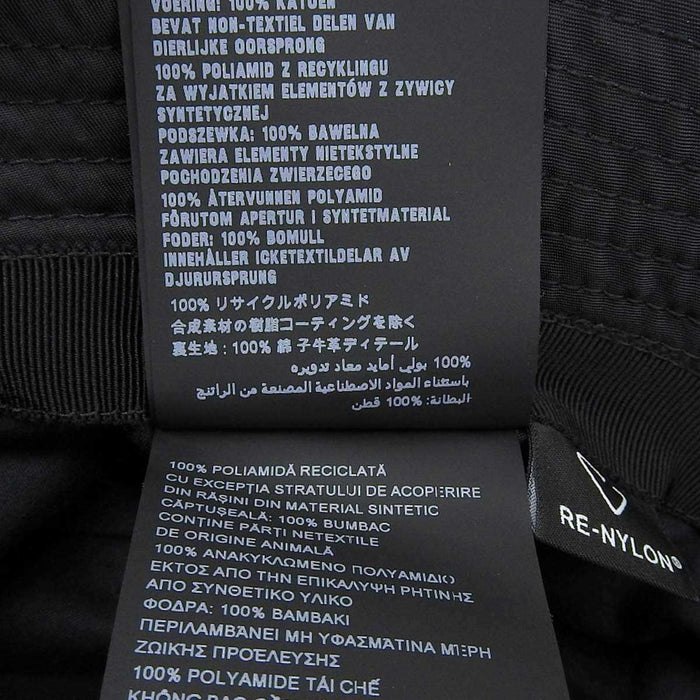 VOERING: 100% KATOEN
BEVAT NON-TEXTIEL DELEN VAN
DIERLIJKE OORSPRONG
100% POLIAMID Z RECYKLINGU
ZA WYJATKIEM ELEMENTÓW Z ZYWICY
SYNTETYCZNEJ
PODSZEWKA: 100% BAWELNA
ZAWIERA ELEMENTY NIETEKSTYLNE
POCHODZENIA ZWIERZECEGO
100% ÅTERVUNNEN POLYAMID
FÖRUTOM APERTUR I SYNTETMATERIAL
FODER: 100% BOMULL
INNEHÅLLER ICKETEXTILDELAR AV
DJURURSPRUNG
100% リサイクルポリアミド
合成素材の樹脂コーティングを除く
裏生地：100% 綿 子牛革ディテール
100% بولي أمايد معاد تدويره
باستثناء المواد الاصطناعية المصنعة من الراتنج
البطانة: 100% قطن
100% POLIAMIDĂ RECICLATĂ
CU EXCEPȚIA STRATULUI DE ACOPERIRE
DIN RĂȘINI DIN MATERIAL SINTETIC
CĂPTUȘEALĂ: 100% BUMBAC
CONȚINE PĂRȚI NETEXTILE
DE ORIGINE ANIMALĂ
100% ΑΝΑΚΥΚΛΩΜΕΝΟ ΠΟΛΥΑΜΙΔΙΟ
ΕΚΤΟΣ ΑΠΟ ΤΗΝ ΕΠΙΚΑΛΥΨΗ ΡΗΤΙΝΗΣ
ΑΠΟ ΣΥΝΘΕΤΙΚΟ ΥΛΙΚΟ
ΦΟΔΡΑ: 100% ΒΑΜΒΑΚΙ
ΠΕΡΙΛΑΜΒΑΝΕΙ ΜΗ ΥΦΑΣΜΑΤΙΝΑ ΜΕΡΗ
ΖΩΙΚΗΣ ΠΡΟΕΛΕΥΣΗΣ
100% POLYAMIDE TÁI CHẾ
RE-NYLON®